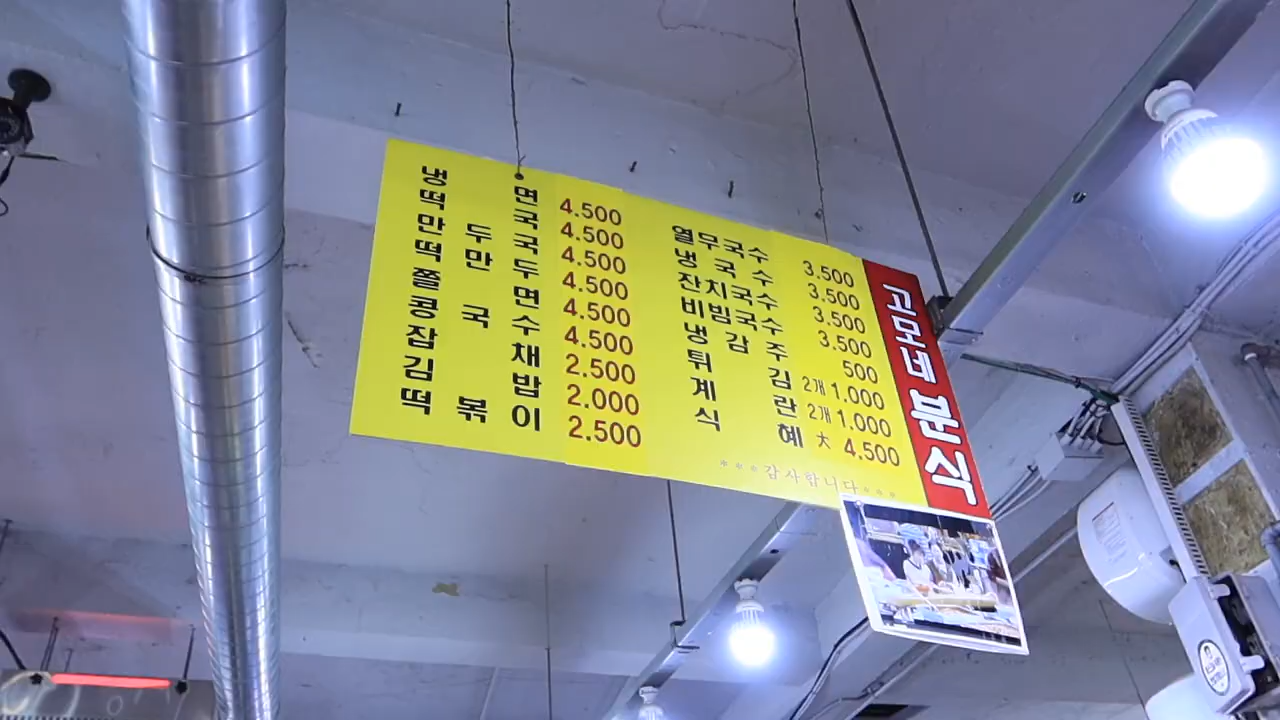 냉면 4.500
떡국 4.500
만두국 4.500
떡만두 4.500
쫄면 4.500
콩국수 4.500
잡채 2.500
김밥 2.000
떡볶이 2.500
열무국수 3.500
냉국수 3.500
잔치국수 3.500
비빔국수 3.500
냉감주 500
튀김 2개 1.000
계란 2개 1.000
식혜 大 4.500
***감사합니다***
고모네 분식